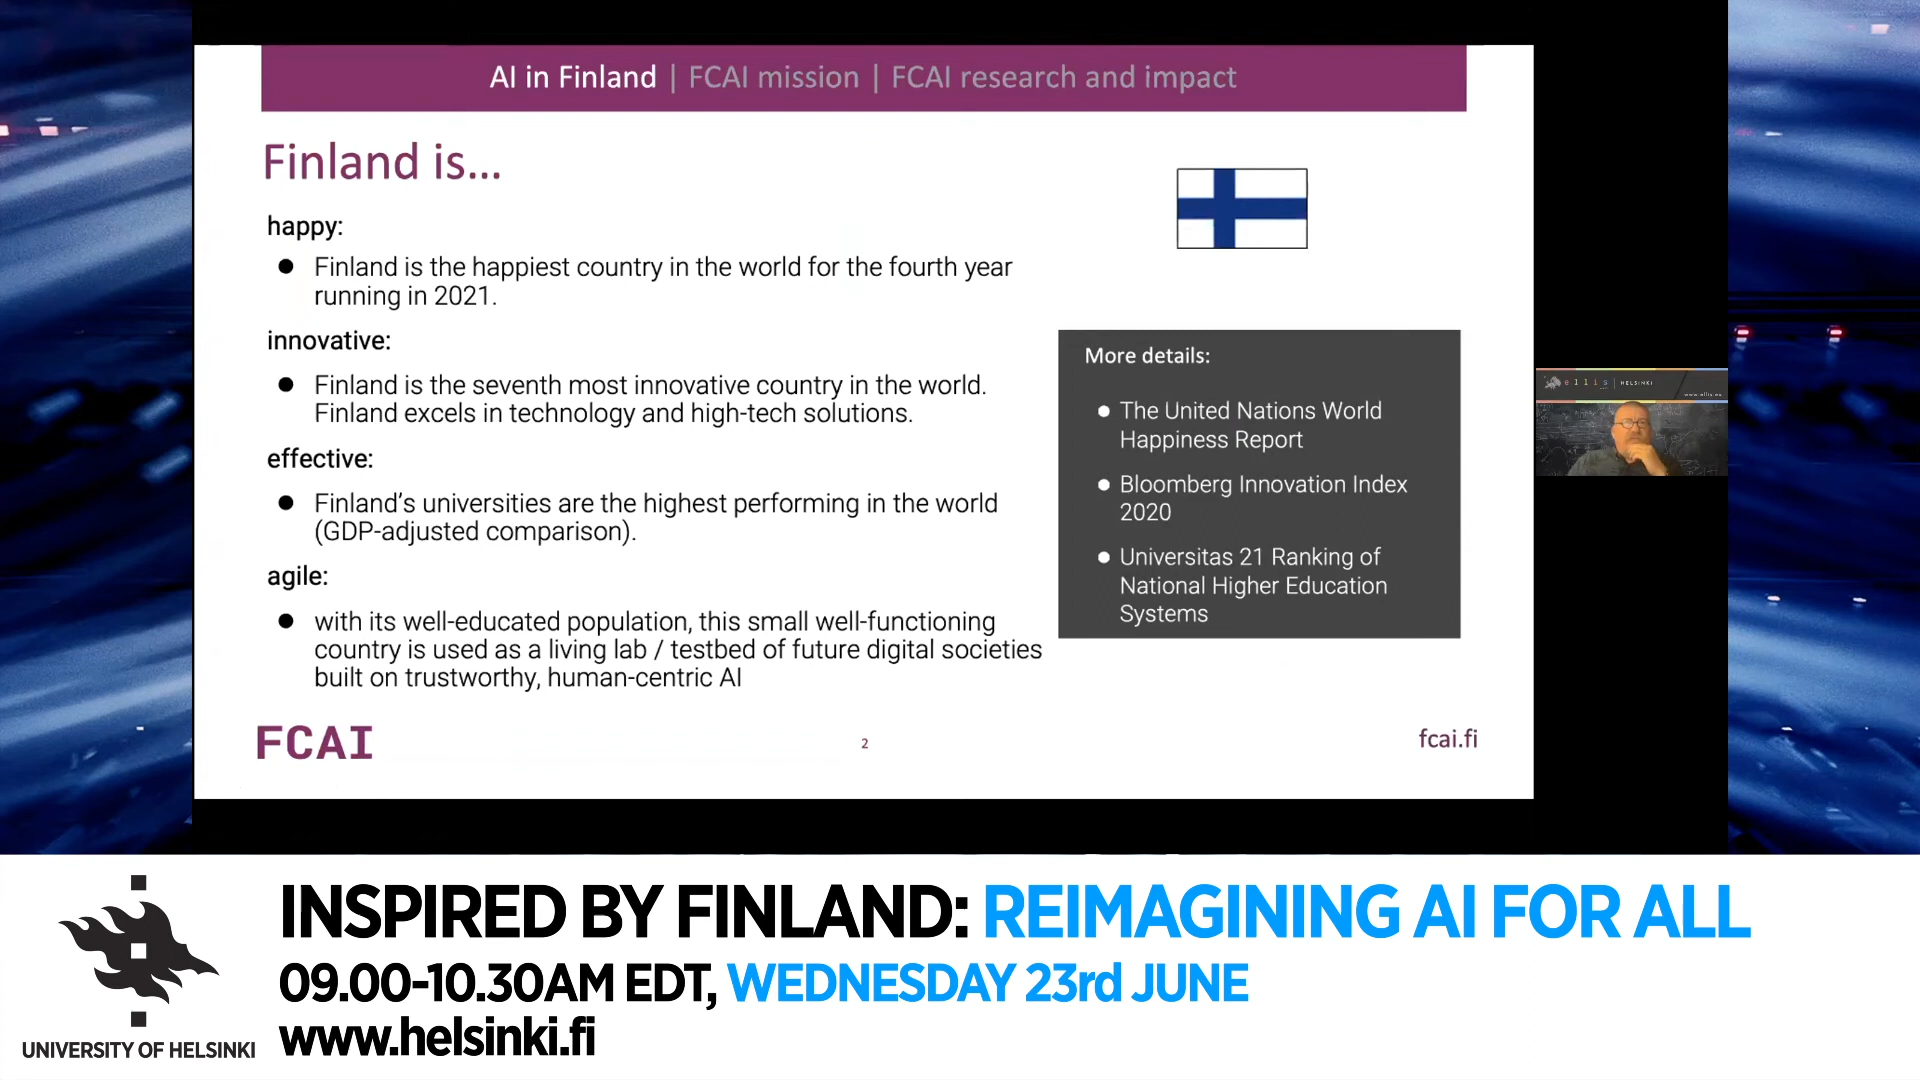 AI in Finland | FCAI mission | FCAI research and impact
Finland is...
happy:
● Finland is the happiest country in the world for the fourth year
running in 2021.
innovative:
● Finland is the seventh most innovative country in the world.
Finland excels in technology and high-tech solutions.
effective:
● Finland’s universities are the highest performing in the world
(GDP-adjusted comparison).
agile:
● with its well-educated population, this small well-functioning
country is used as a living lab / testbed of future digital societies
built on trustworthy, human-centric AI
More details:
● The United Nations World
Happiness Report
● Bloomberg Innovation Index
2020
● Universitas 21 Ranking of
National Higher Education
Systems
FCAI
2
fcai.fi
ellis | HELSINKI
www.ellis.eu
UNIVERSITY OF HELSINKI
INSPIRED BY FINLAND: REIMAGINING AI FOR ALL
09.00-10.30AM EDT, WEDNESDAY 23rd JUNE
www.helsinki.fi